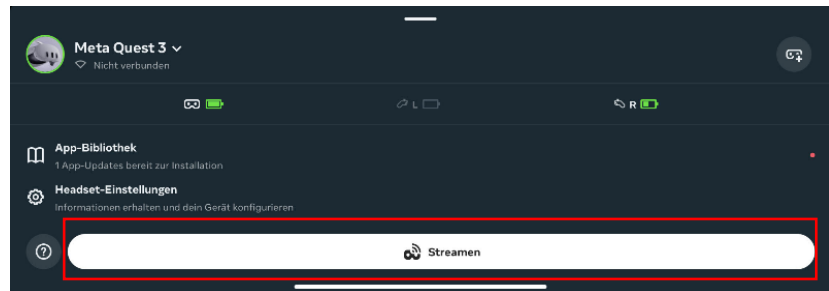 Meta Quest 3
Nicht verbunden
L
R
App-Bibliothek
1 App-Updates bereit zur Installation
Headset-Einstellungen
Informationen erhalten und dein Gerät konfigurieren
Streamen